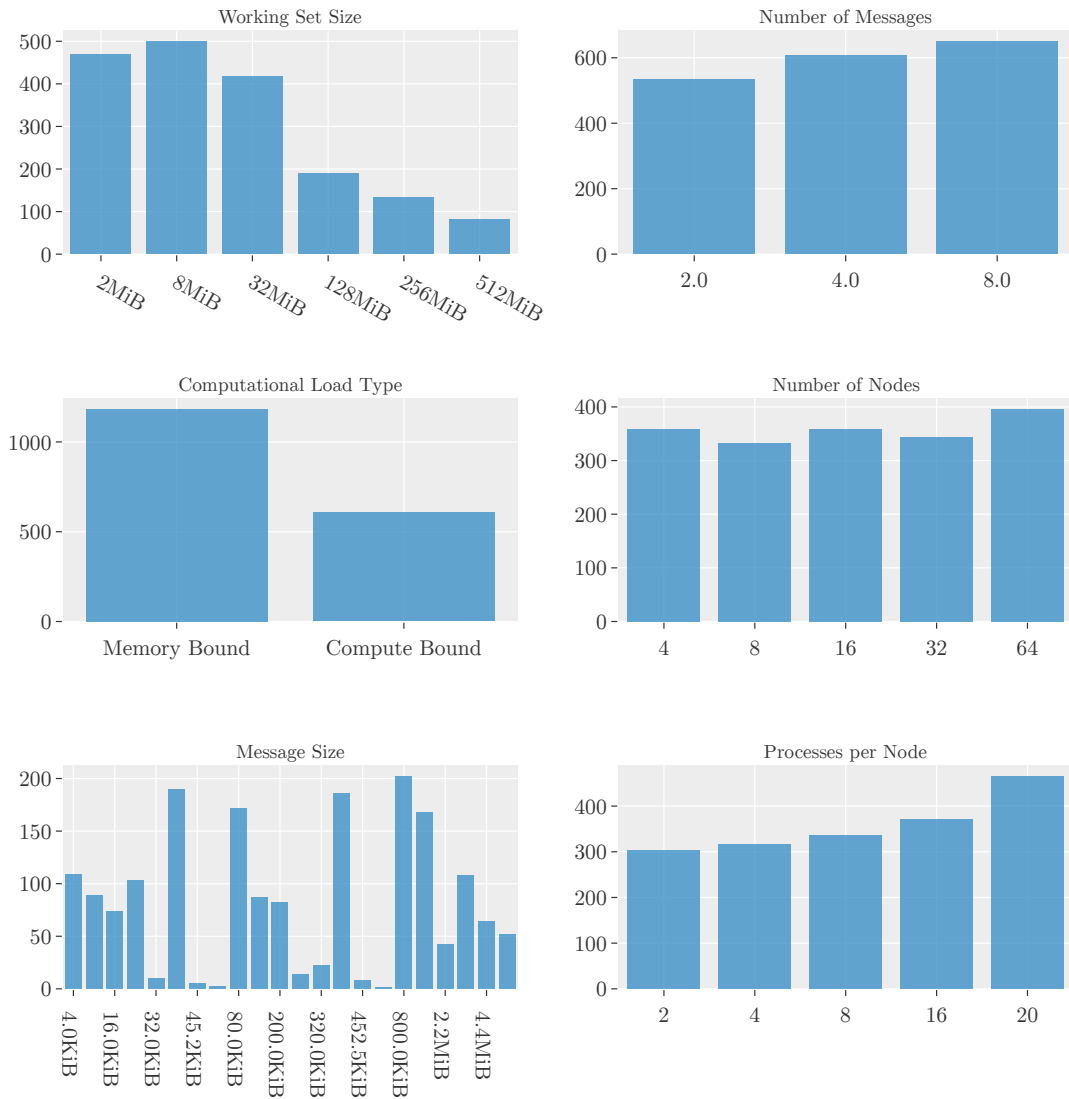 Working Set Size
500
400
300
200
100
0
2MiB 8MiB 32MiB 128MiB 256MiB 512MiB
Number of Messages
600
400
200
0
2.0 4.0 8.0
Computational Load Type
1000
500
0
Memory Bound Compute Bound
Number of Nodes
400
300
200
100
0
4 8 16 32 64
Message Size
200
150
100
50
0
4.0KiB 16.0KiB 32.0KiB 45.2KiB 80.0KiB 200.0KiB 320.0KiB 452.5KiB 800.0KiB 2.2MiB 4.4MiB
Processes per Node
400
300
200
100
0
2 4 8 16 20